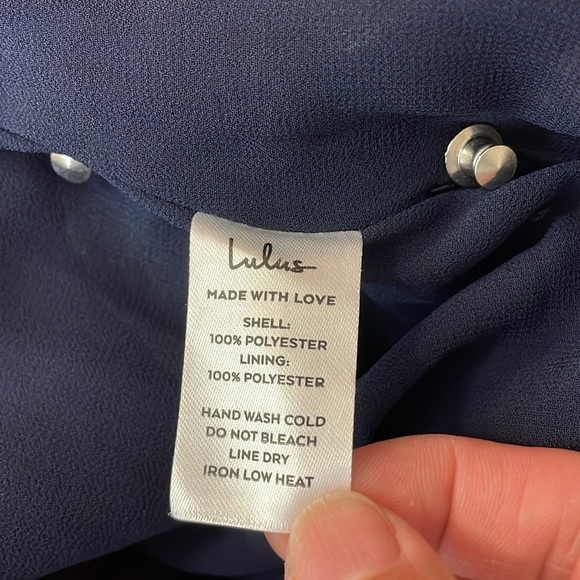 Lulus
MADE WITH LOVE
SHELL:
100% POLYESTER
LINING:
100% POLYESTER
HAND WASH COLD
DO NOT BLEACH
LINE DRY
IRON LOW HEAT